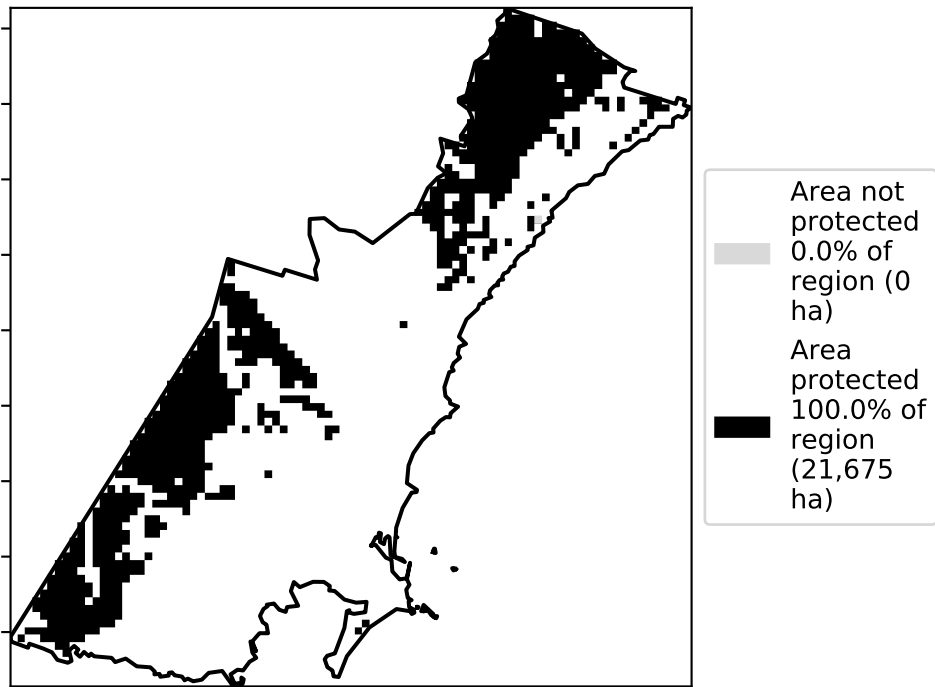 Area not
protected
0.0% of
region (0
ha)
Area
protected
100.0% of
region
(21,675
ha)